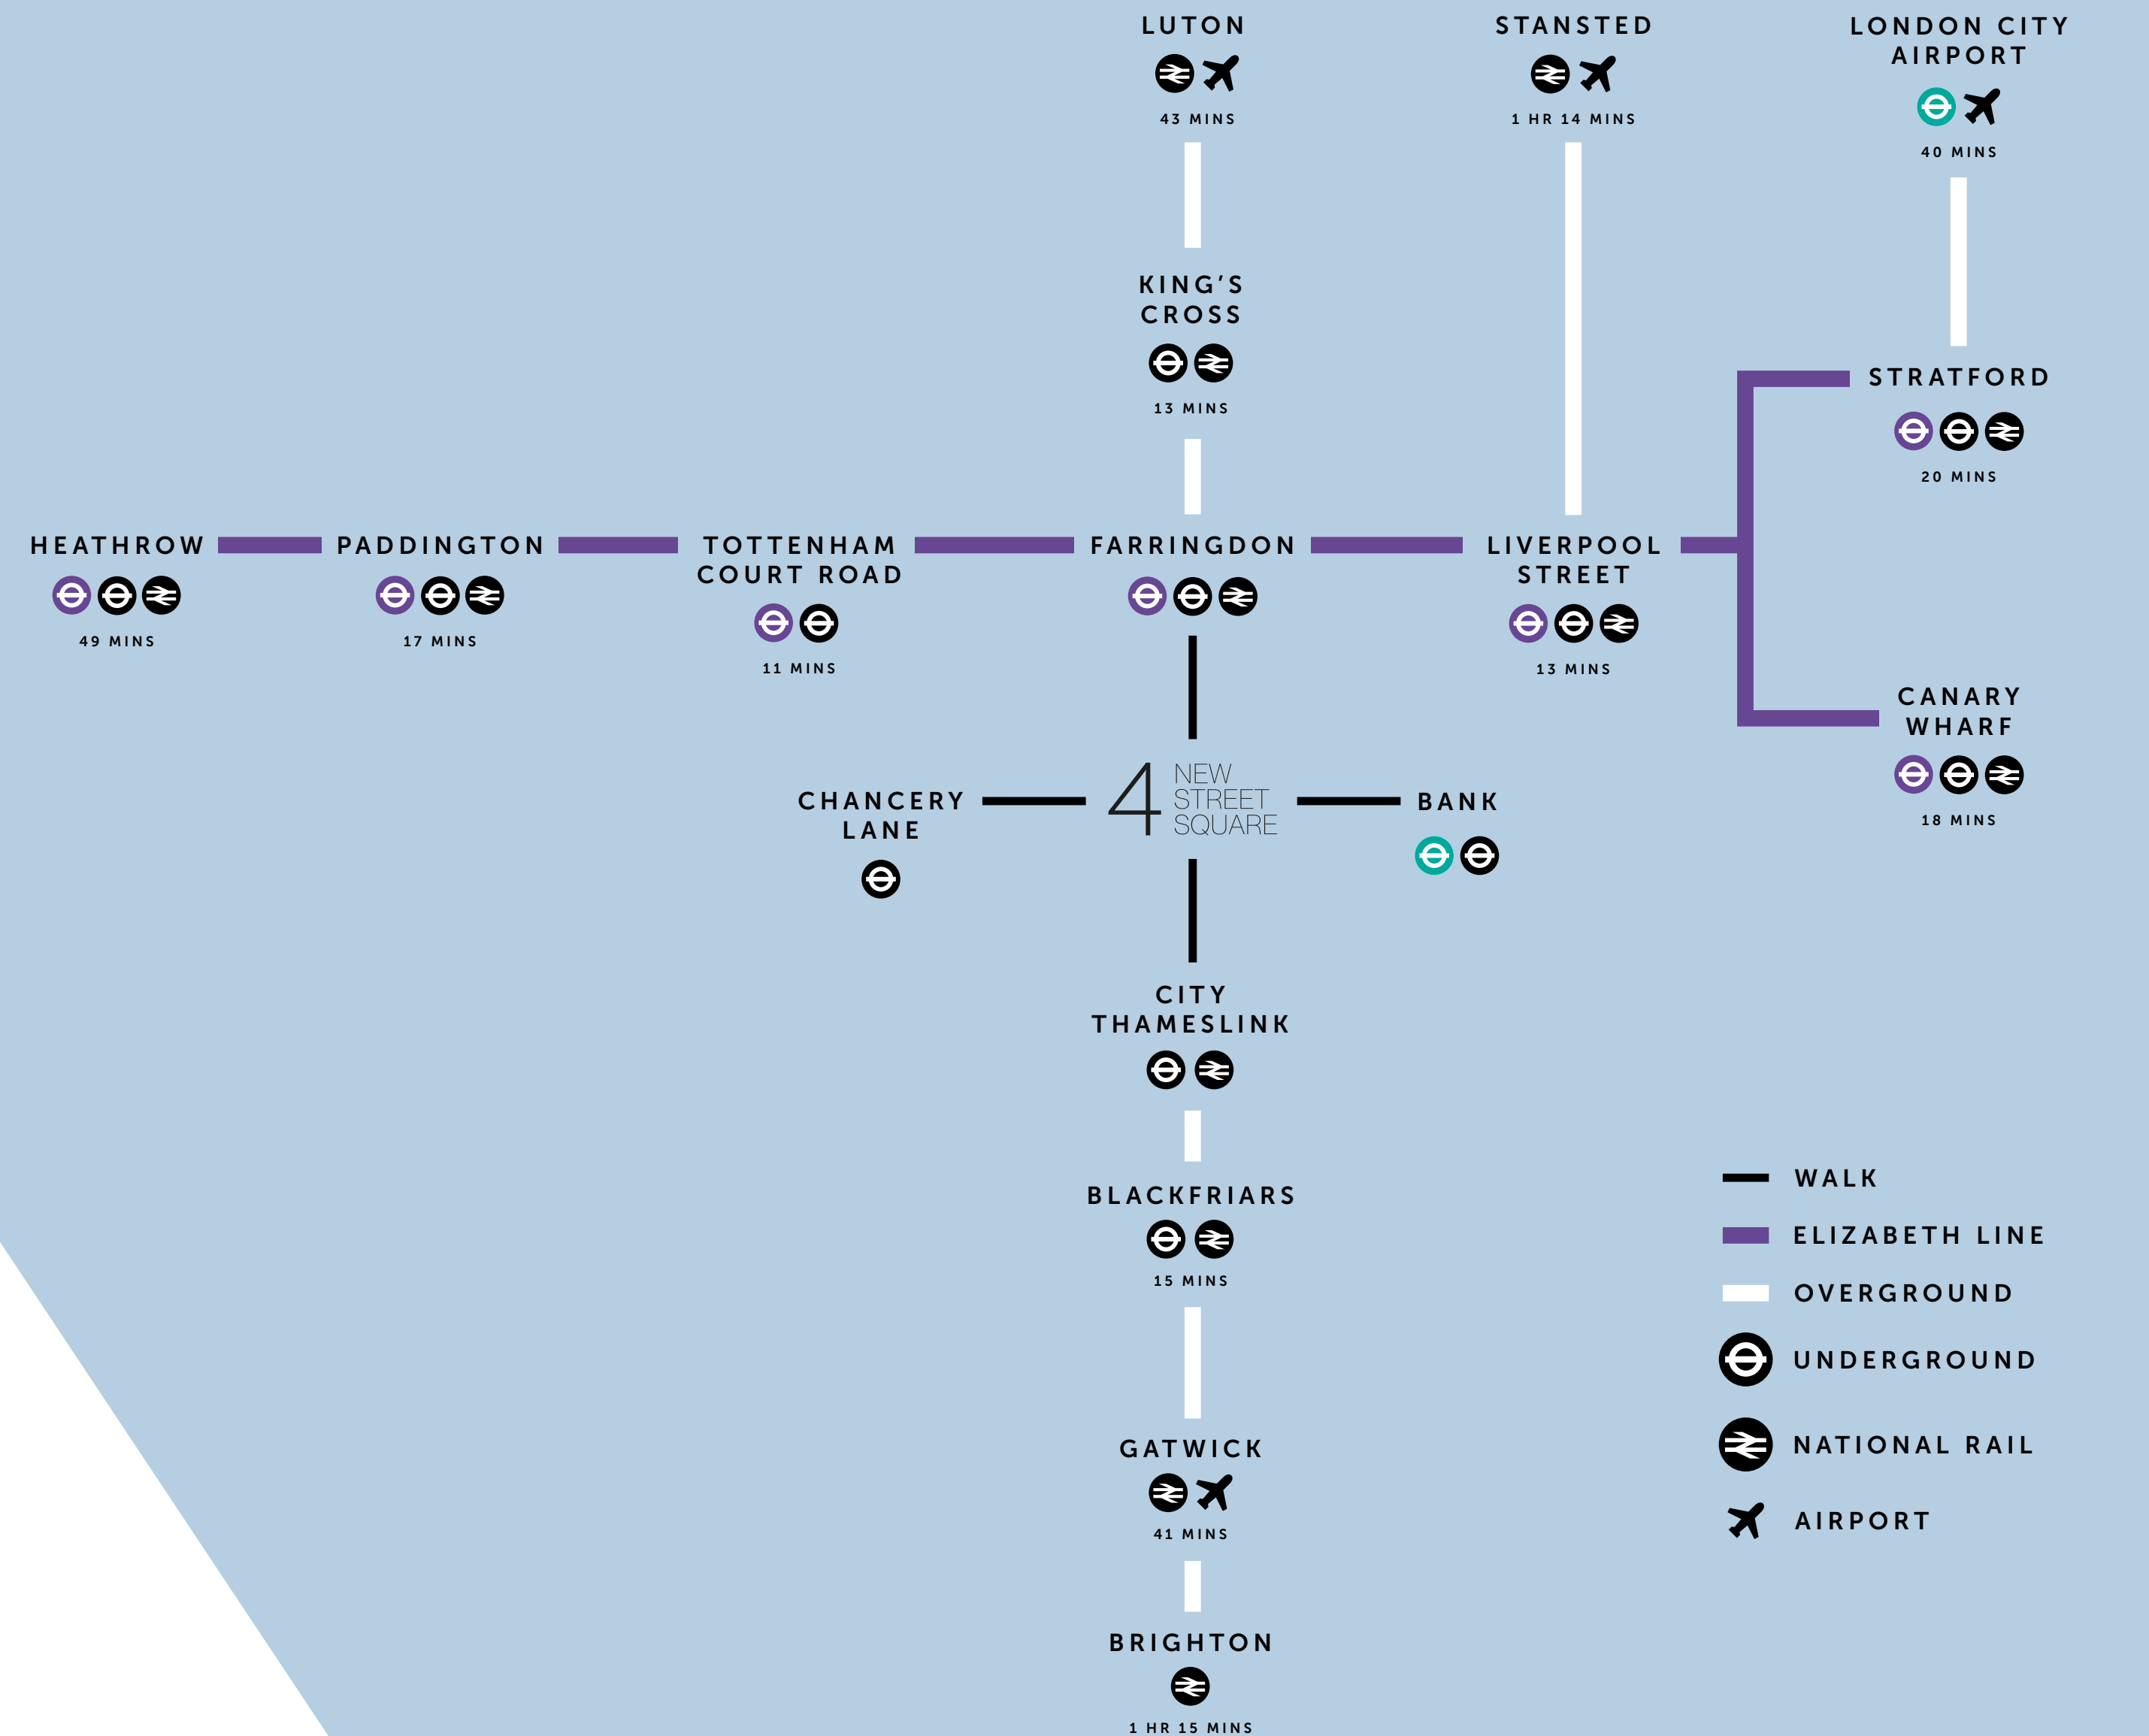 LUTON
43 MINS
STANSTED
1 HR 14 MINS
LONDON CITY
AIRPORT
40 MINS
KING’S
CROSS
13 MINS
STRATFORD
20 MINS
HEATHROW
49 MINS
PADDINGTON
17 MINS
TOTTENHAM
COURT ROAD
11 MINS
FARRINGDON
LIVERPOOL
STREET
13 MINS
CANARY
WHARF
18 MINS
CHANCERY
LANE
4 NEW
STREET
SQUARE
BANK
CITY
THAMESLINK
BLACKFRIARS
15 MINS
GATWICK
41 MINS
BRIGHTON
1 HR 15 MINS
WALK
ELIZABETH LINE
OVERGROUND
UNDERGROUND
NATIONAL RAIL
AIRPORT